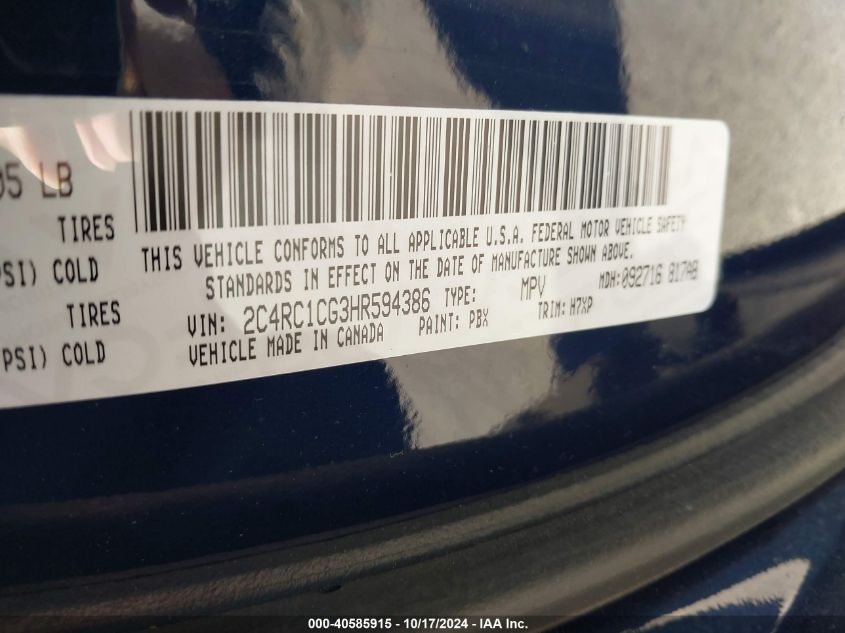 05 LB
TIRES
PSI) COLD
TIRES
PSI) COLD
THIS VEHICLE CONFORMS TO ALL APPLICABLE U.S.A. FEDERAL MOTOR VEHICLE SAFETY
STANDARDS IN EFFECT ON THE DATE OF MANUFACTURE SHOWN ABOVE.
VIN: 2C4RC1CG3HR594386 TYPE: MPV MDH:092716 817AB
VEHICLE MADE IN CANADA PAINT: PBX TRIM: H7XP
000-40585915 - 10/17/2024 - IAA Inc.